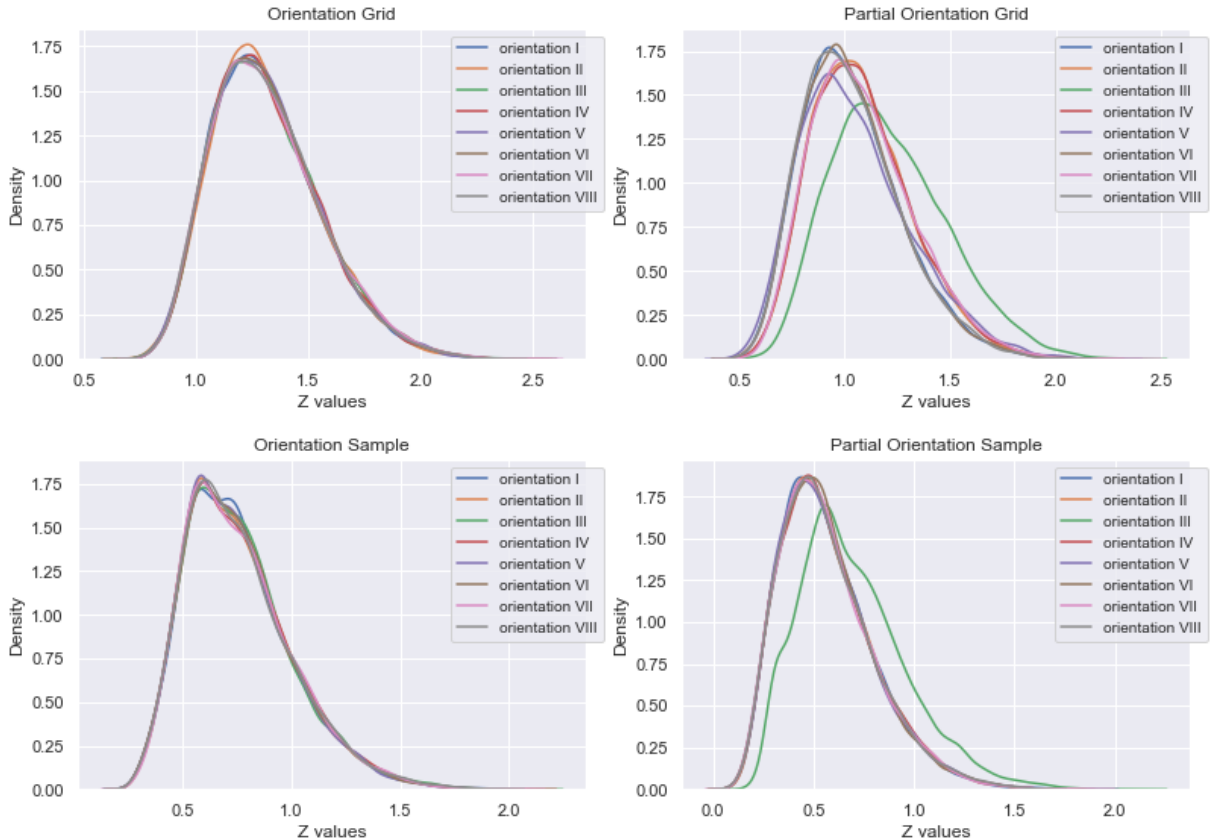 Orientation Grid
Density
1.75
1.50
1.25
1.00
0.75
0.50
0.25
0.00
0.5 1.0 1.5 2.0 2.5
Z values
orientation I
orientation II
orientation III
orientation IV
orientation V
orientation VI
orientation VII
orientation VIII
Partial Orientation Grid
Density
1.75
1.50
1.25
1.00
0.75
0.50
0.25
0.00
0.5 1.0 1.5 2.0 2.5
Z values
orientation I
orientation II
orientation III
orientation IV
orientation V
orientation VI
orientation VII
orientation VIII
Orientation Sample
Density
1.75
1.50
1.25
1.00
0.75
0.50
0.25
0.00
0.5 1.0 1.5 2.0
Z values
orientation I
orientation II
orientation III
orientation IV
orientation V
orientation VI
orientation VII
orientation VIII
Partial Orientation Sample
Density
1.75
1.50
1.25
1.00
0.75
0.50
0.25
0.00
0.0 0.5 1.0 1.5 2.0
Z values
orientation I
orientation II
orientation III
orientation IV
orientation V
orientation VI
orientation VII
orientation VIII